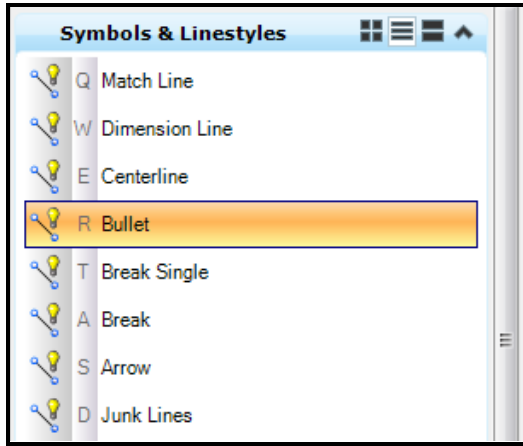 Symbols & Linestyles
Q Match Line
W Dimension Line
E Centerline
R Bullet
T Break Single
A Break
S Arrow
D Junk Lines